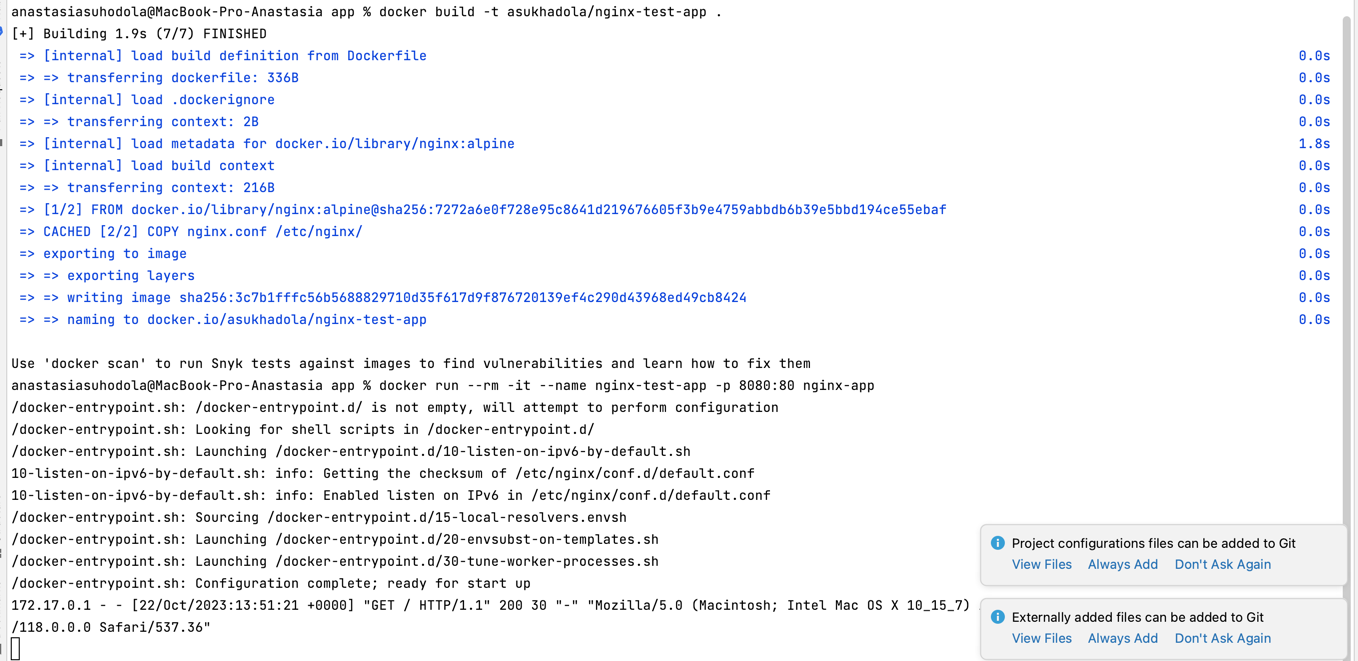 anastasiasuhodola@MacBook-Pro-Anastasia app % docker build -t asukhadola/nginx-test-app .
[+] Building 1.9s (7/7) FINISHED
=> [internal] load build definition from Dockerfile 0.0s
=> => transferring dockerfile: 336B 0.0s
=> [internal] load .dockerignore 0.0s
=> => transferring context: 2B 0.0s
=> [internal] load metadata for docker.io/library/nginx:alpine 1.8s
=> [internal] load build context 0.0s
=> => transferring context: 216B 0.0s
=> [1/2] FROM docker.io/library/nginx:alpine@sha256:7272a6e0f728e95c8641d219676605f3b9e4759abbdb6b39e5bbd194ce55ebaf 0.0s
=> CACHED [2/2] COPY nginx.conf /etc/nginx/ 0.0s
=> exporting to image 0.0s
=> => exporting layers 0.0s
=> => writing image sha256:3c7b1fffc56b5688829710d35f617d9f876720139ef4c290d43968ed49cb8424 0.0s
=> => naming to docker.io/asukhadola/nginx-test-app 0.0s
Use 'docker scan' to run Snyk tests against images to find vulnerabilities and learn how to fix them
anastasiasuhodola@MacBook-Pro-Anastasia app % docker run --rm -it --name nginx-test-app -p 8080:80 nginx-app
/docker-entrypoint.sh: /docker-entrypoint.d/ is not empty, will attempt to perform configuration
/docker-entrypoint.sh: Looking for shell scripts in /docker-entrypoint.d/
/docker-entrypoint.sh: Launching /docker-entrypoint.d/10-listen-on-ipv6-by-default.sh
10-listen-on-ipv6-by-default.sh: info: Getting the checksum of /etc/nginx/conf.d/default.conf
10-listen-on-ipv6-by-default.sh: info: Enabled listen on IPv6 in /etc/nginx/conf.d/default.conf
/docker-entrypoint.sh: Sourcing /docker-entrypoint.d/15-local-resolvers.envsh
/docker-entrypoint.sh: Launching /docker-entrypoint.d/20-envsubst-on-templates.sh
/docker-entrypoint.sh: Launching /docker-entrypoint.d/30-tune-worker-processes.sh
/docker-entrypoint.sh: Configuration complete; ready for start up
172.17.0.1 - - [22/Oct/2023:13:51:21 +0000] "GET / HTTP/1.1" 200 30 "-" "Mozilla/5.0 (Macintosh; Intel Mac OS X 10_15_7)
/118.0.0.0 Safari/537.36"
Project configurations files can be added to Git
View Files Always Add Don't Ask Again
Externally added files can be added to Git
View Files Always Add Don't Ask Again